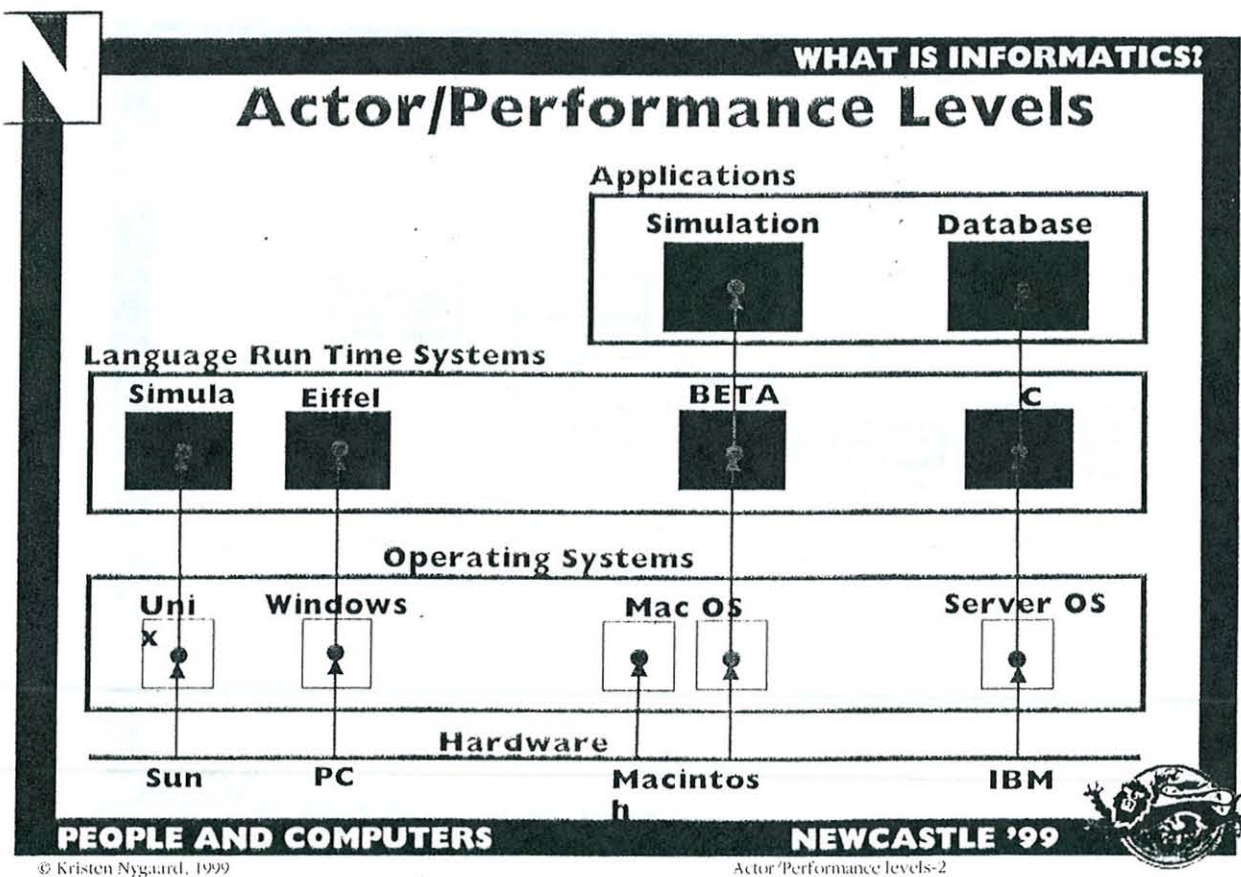 N
WHAT IS INFORMATICS?
Actor/Performance Levels
Applications
Simulation Database
Language Run Time Systems
Simula Eiffel BETA C
Operating Systems
Uni Windows Mac OS Server OS
x
Hardware
Sun PC Macintos IBM
h
PEOPLE AND COMPUTERS NEWCASTLE '99
© Kristen Nygaard, 1999 Actor/Performance levels-2